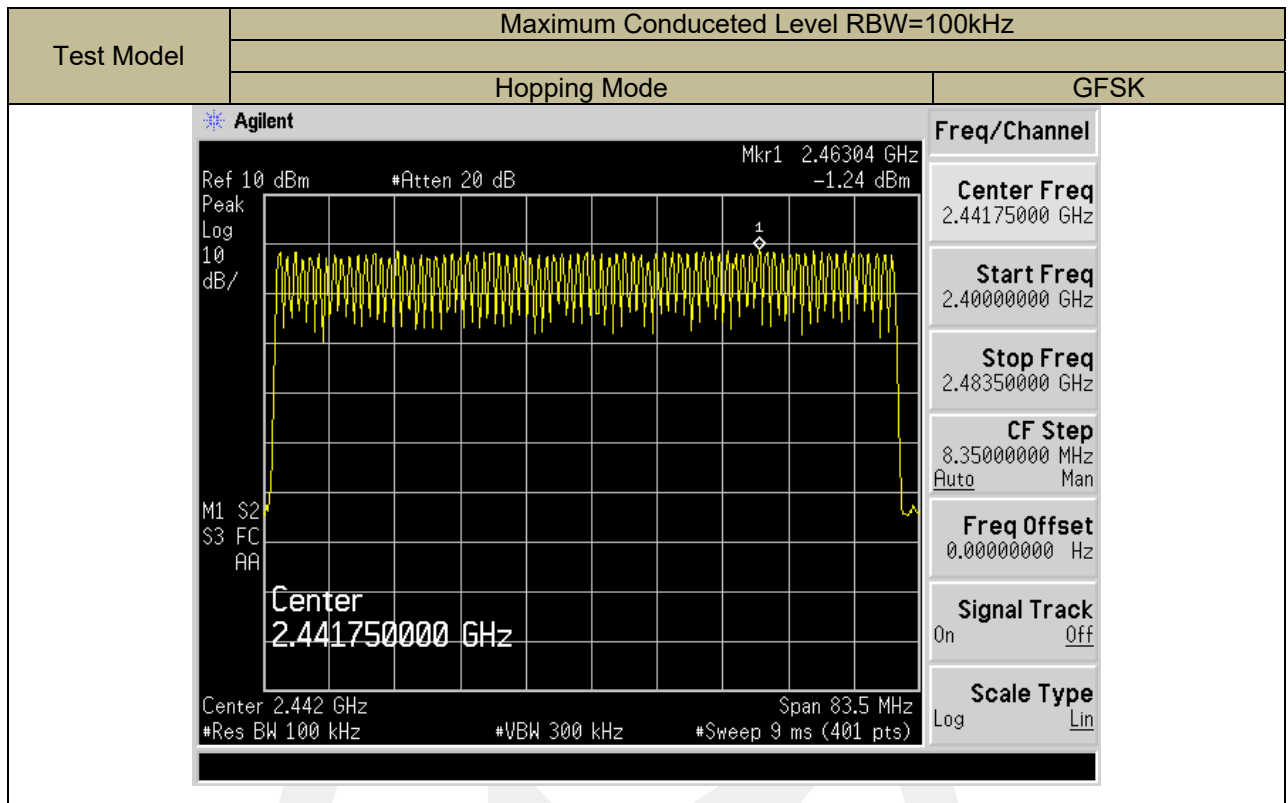 Test Model
Maximum Conduceted Level RBW=100kHz
Hopping Mode
GFSK
Agilent
Freq/Channel
Mkr1 2.46304 GHz
Ref 10 dBm #Atten 20 dB -1.24 dBm
Peak
Log
10
dB/
1
M1 S2
S3 FC
AA
Center
2.441750000 GHz
Center 2.442 GHz Span 83.5 MHz
#Res BW 100 kHz #VBW 300 kHz #Sweep 9 ms (401 pts)
Center Freq
2.44175000 GHz
Start Freq
2.40000000 GHz
Stop Freq
2.48350000 GHz
CF Step
8.35000000 MHz
Auto Man
Freq Offset
0.00000000 Hz
Signal Track
On Off
Scale Type
Log Lin